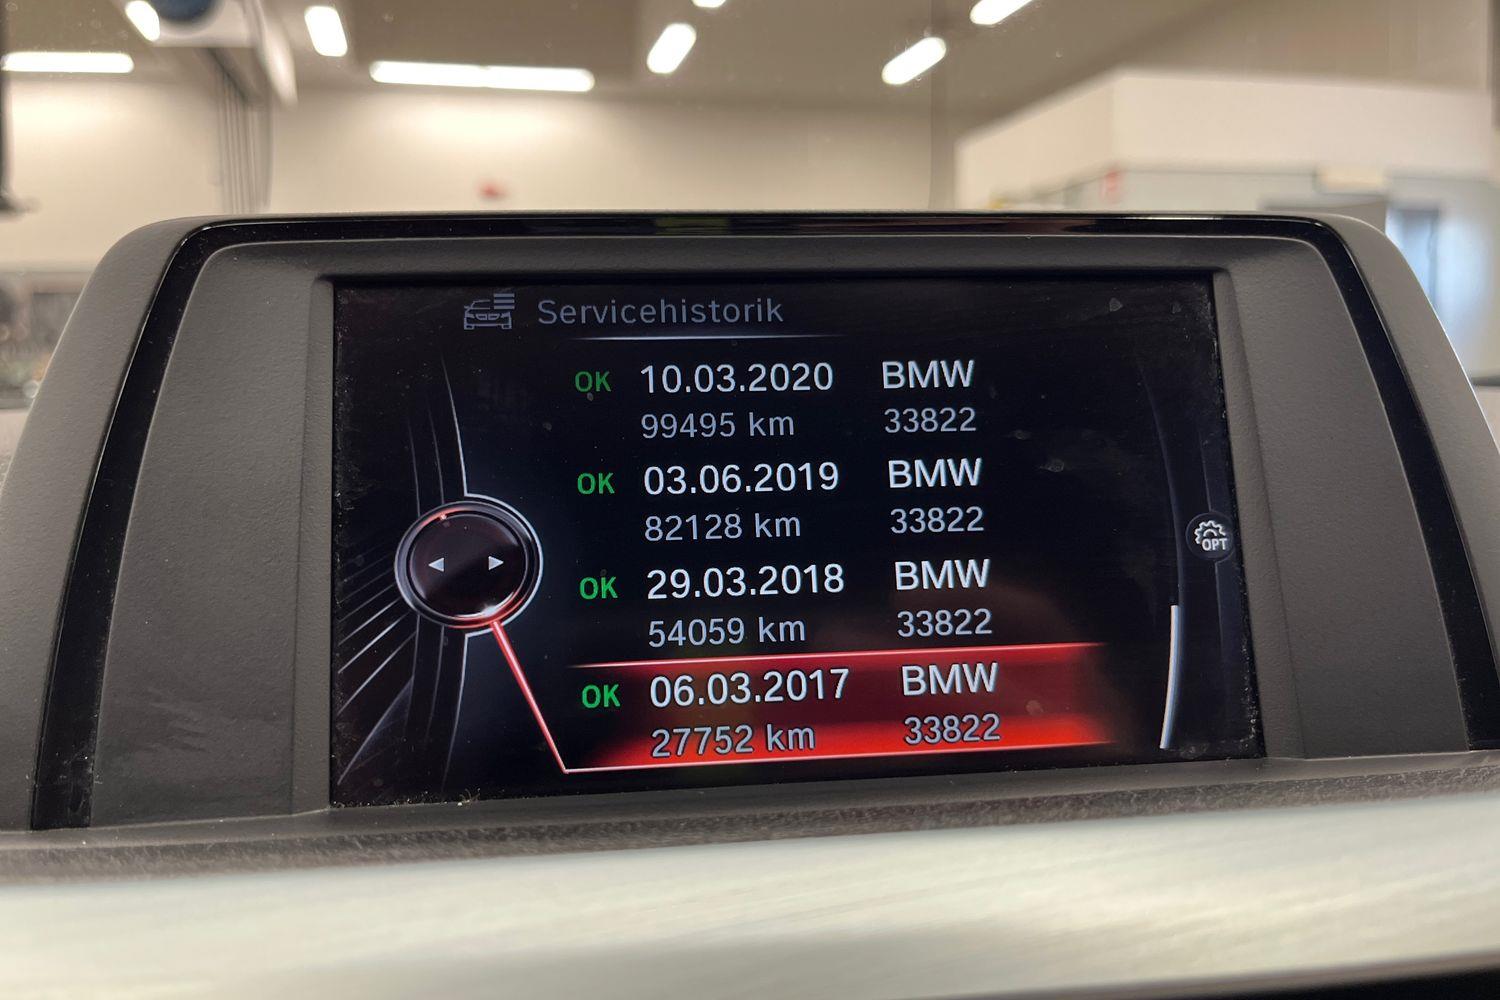 Servicehistorik
OK 10.03.2020 BMW
99495 km 33822
OK 03.06.2019 BMW
82128 km 33822
OK 29.03.2018 BMW
54059 km 33822
OPT
OK 06.03.2017 BMW
27752 km 33822